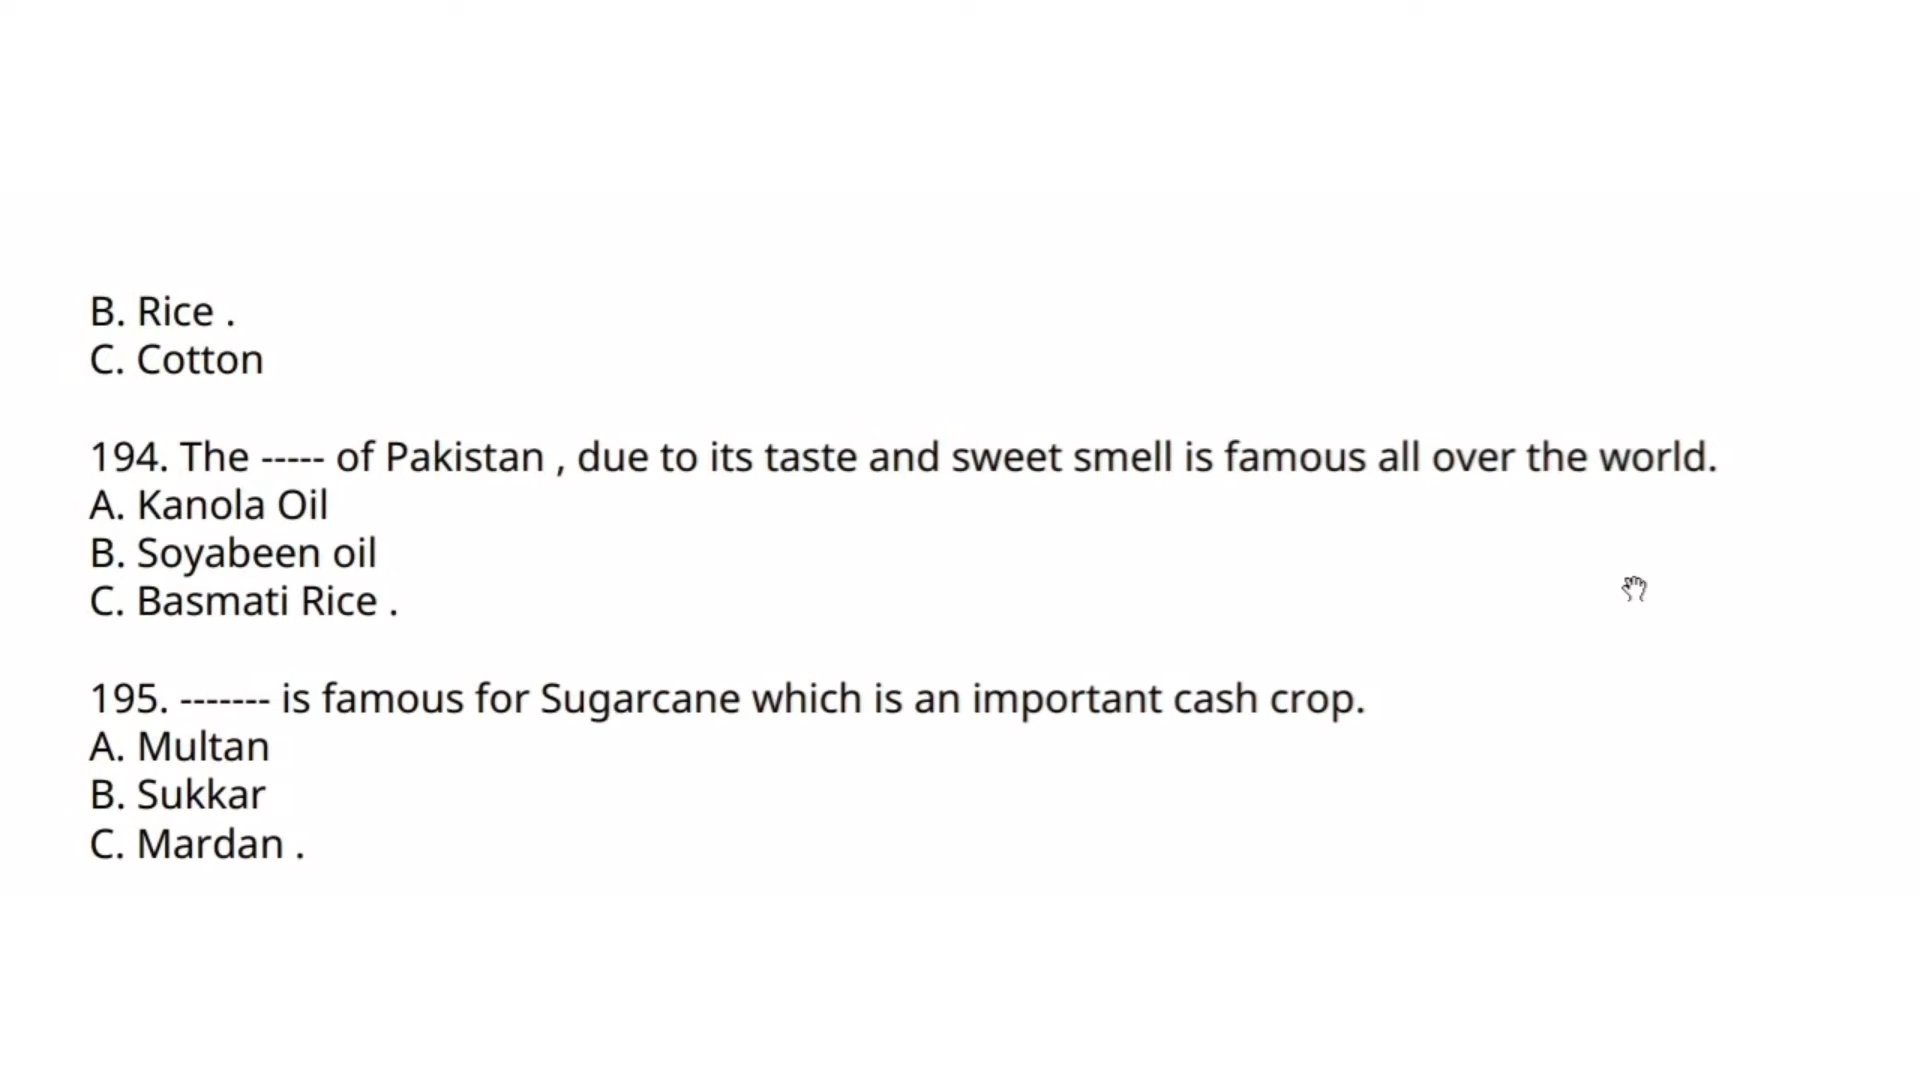 B. Rice .
C. Cotton
194. The ----- of Pakistan , due to its taste and sweet smell is famous all over the world.
A. Kanola Oil
B. Soyabeen oil
C. Basmati Rice .
195. ------- is famous for Sugarcane which is an important cash crop.
A. Multan
B. Sukkar
C. Mardan .